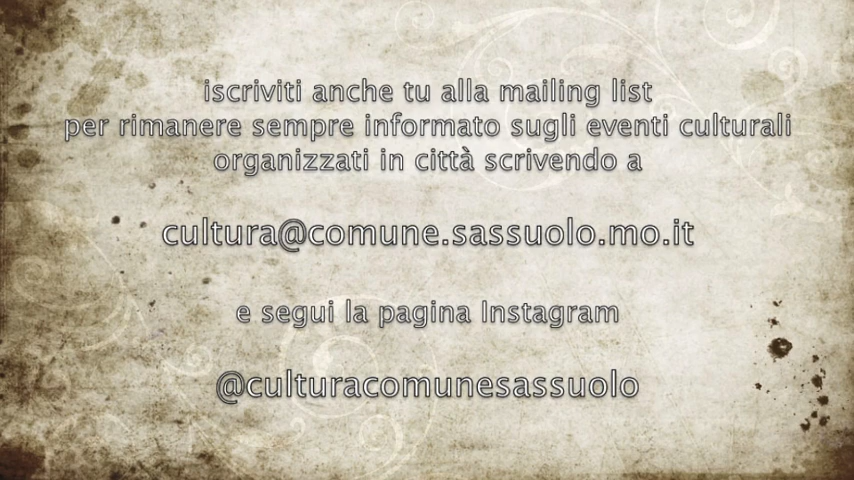 iscriviti anche tu alla mailing list
per rimanere sempre informato sugli eventi culturali
organizzati in città scrivendo a
cultura@comune.sassuolo.mo.it
e segui la pagina Instagram
@culturacomunesassuolo